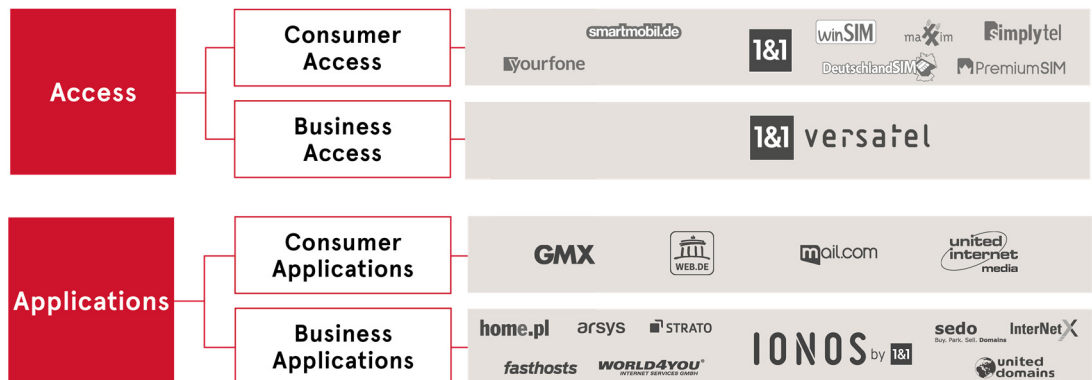 Access
Consumer
Access
smartmobil.de
yourfone
1&1
winSIM
maXXim
simplytel
DeutschlandSIM
PremiumSIM
Business
Access
1&1 versatel
Applications
Consumer
Applications
GMX
WEB.DE
mail.com
united
internet
media
Business
Applications
home.pl
arsys
STRATO
fasthosts
WORLD4YOU®
INTERNET SERVICES GMBH
IONOS by 1&1
sedo
Buy. Park. Sell. Domains
InterNetX
united
domains